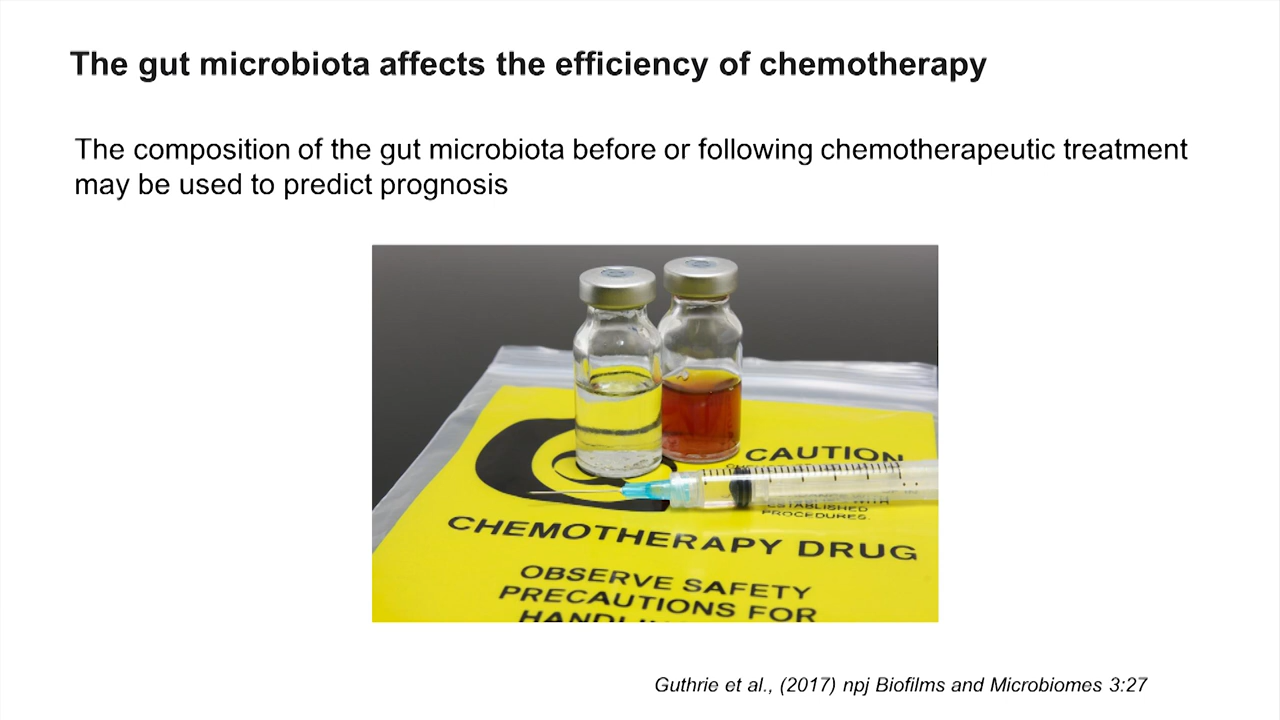 The gut microbiota affects the efficiency of chemotherapy
The composition of the gut microbiota before or following chemotherapeutic treatment
may be used to predict prognosis
CAUTION
ESTABLISHED
PROCEDURES.
CHEMOTHERAPY DRUG
OBSERVE SAFETY
PRECAUTIONS FOR
Guthrie et al., (2017) npj Biofilms and Microbiomes 3:27